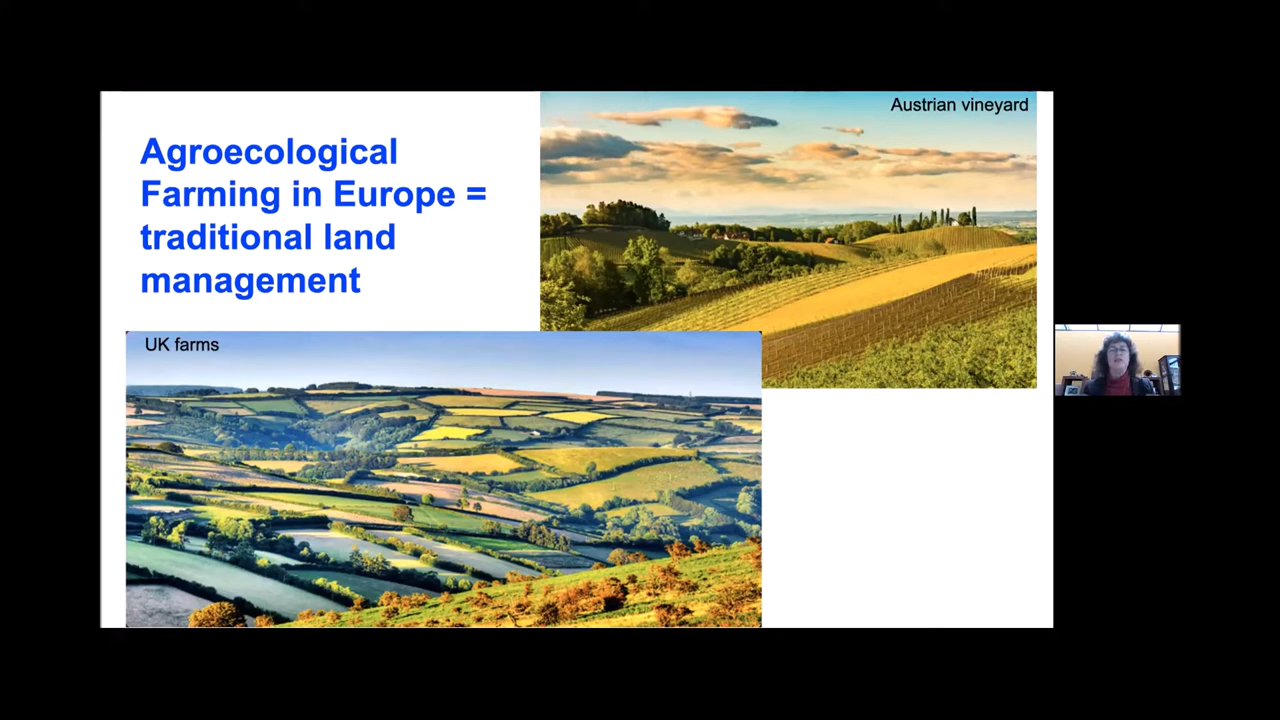 Agroecological
Farming in Europe =
traditional land
management
Austrian vineyard
UK farms